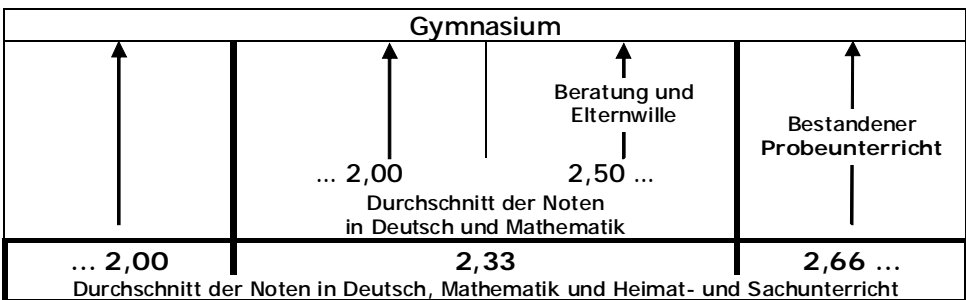 Gymnasium
Beratung und
Elternwille
Bestandener
Probeunterricht
... 2,00
2,50 ...
Durchschnitt der Noten
in Deutsch und Mathematik
... 2,00
2,33
2,66 ...
Durchschnitt der Noten in Deutsch, Mathematik und Heimat- und Sachunterricht